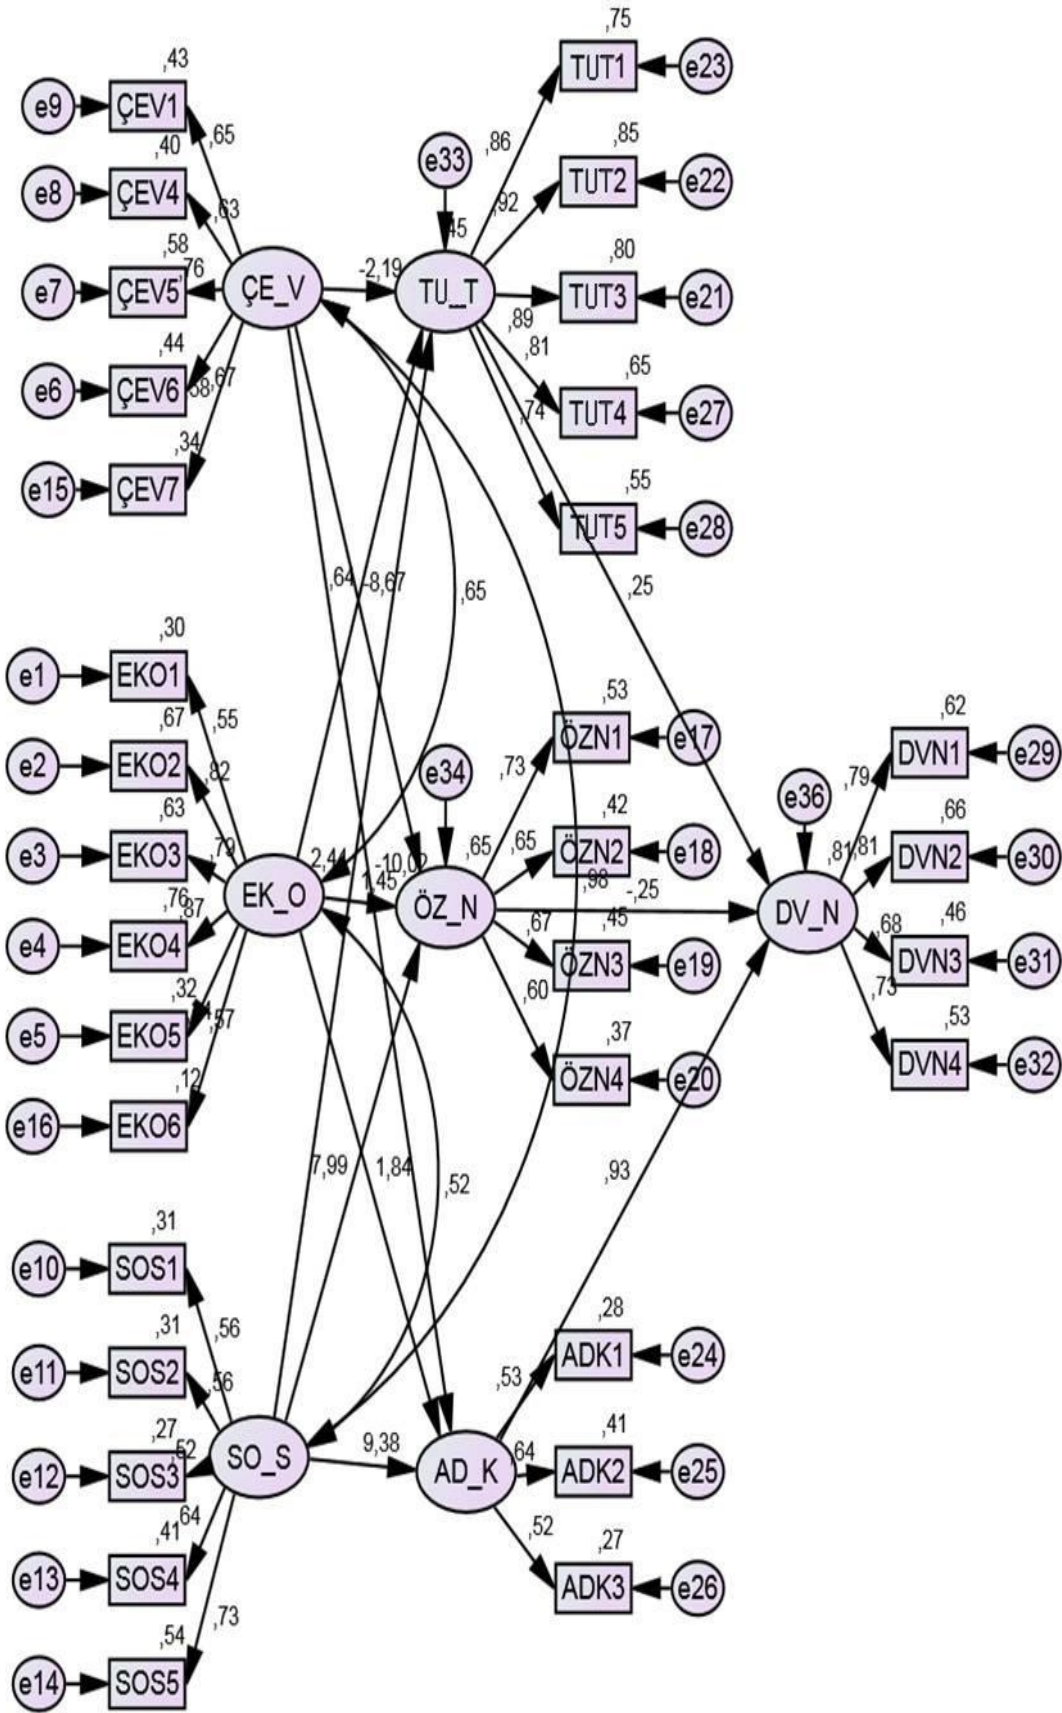 ,75
TUT1
e23
,43
e9
ÇEV1
,65
,86
e33
,85
TUT2
e22
,40
e8
ÇEV4
,63
,92
,45
,80
TUT3
e21
,89
,58
e7
ÇEV5
,76
ÇE_V
-2,19
TU_T
,81
,65
TUT4
e27
,74
,44
e6
ÇEV6
,67
,55
TUT5
e28
,34
e15
ÇEV7
,64
-8,67
,65
,25
,30
e1
EKO1
,55
,53
ÖZN1
e17
,73
,62
DVN1
e29
,79
,67
e2
EKO2
,82
e34
,42
ÖZN2
e18
,65
,65
e36
,66
DVN2
e30
,81
,81
,63
e3
EKO3
,79
2,44
-10,02
1,45
,98
-,25
EK_O
ÖZ_N
DV_N
,76
,87
e4
EKO4
,67
,45
ÖZN3
e19
,68
,46
DVN3
e31
,60
,73
,32
e5
EKO5
,57
,37
ÖZN4
e20
,53
DVN4
e32
,12
e16
EKO6
7,99
1,84
,52
,93
,31
e10
SOS1
,56
,28
ADK1
e24
,53
,31
e11
SOS2
,56
,27
e12
SOS3
,52
SO_S
9,38
AD_K
,64
,41
ADK2
e25
,41
,64
e13
SOS4
,52
,27
ADK3
e26
,73
,54
e14
SOS5